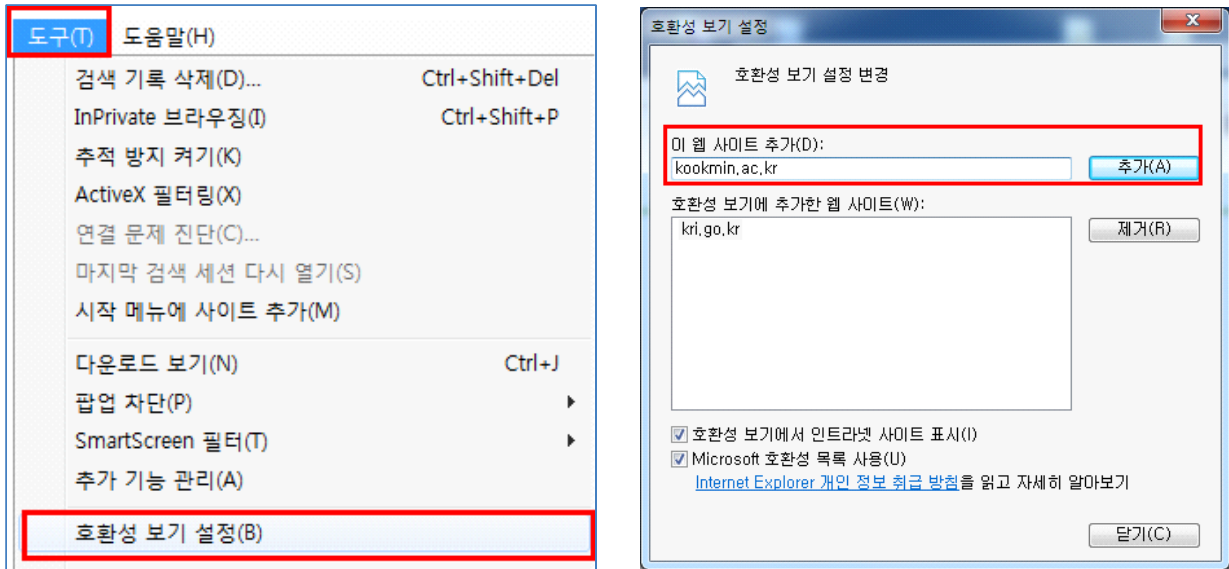 도구(T) 도움말(H)
검색 기록 삭제(D)... Ctrl+Shift+Del
InPrivate 브라우징(I) Ctrl+Shift+P
추적 방지 켜기(K)
ActiveX 필터링(X)
연결 문제 진단(C)...
마지막 검색 세션 다시 열기(S)
시작 메뉴에 사이트 추가(M)
다운로드 보기(N) Ctrl+J
팝업 차단(P)
SmartScreen 필터(T)
추가 기능 관리(A)
호환성 보기 설정(B)
호환성 보기 설정
호환성 보기 설정 변경
이 웹 사이트 추가(D):
kookmin.ac.kr 추가(A)
호환성 보기에 추가한 웹 사이트(W):
kri.go.kr 제거(R)
호환성 보기에서 인트라넷 사이트 표시(I)
Microsoft 호환성 목록 사용(U)
Internet Explorer 개인 정보 취급 방침을 읽고 자세히 알아보기
닫기(C)